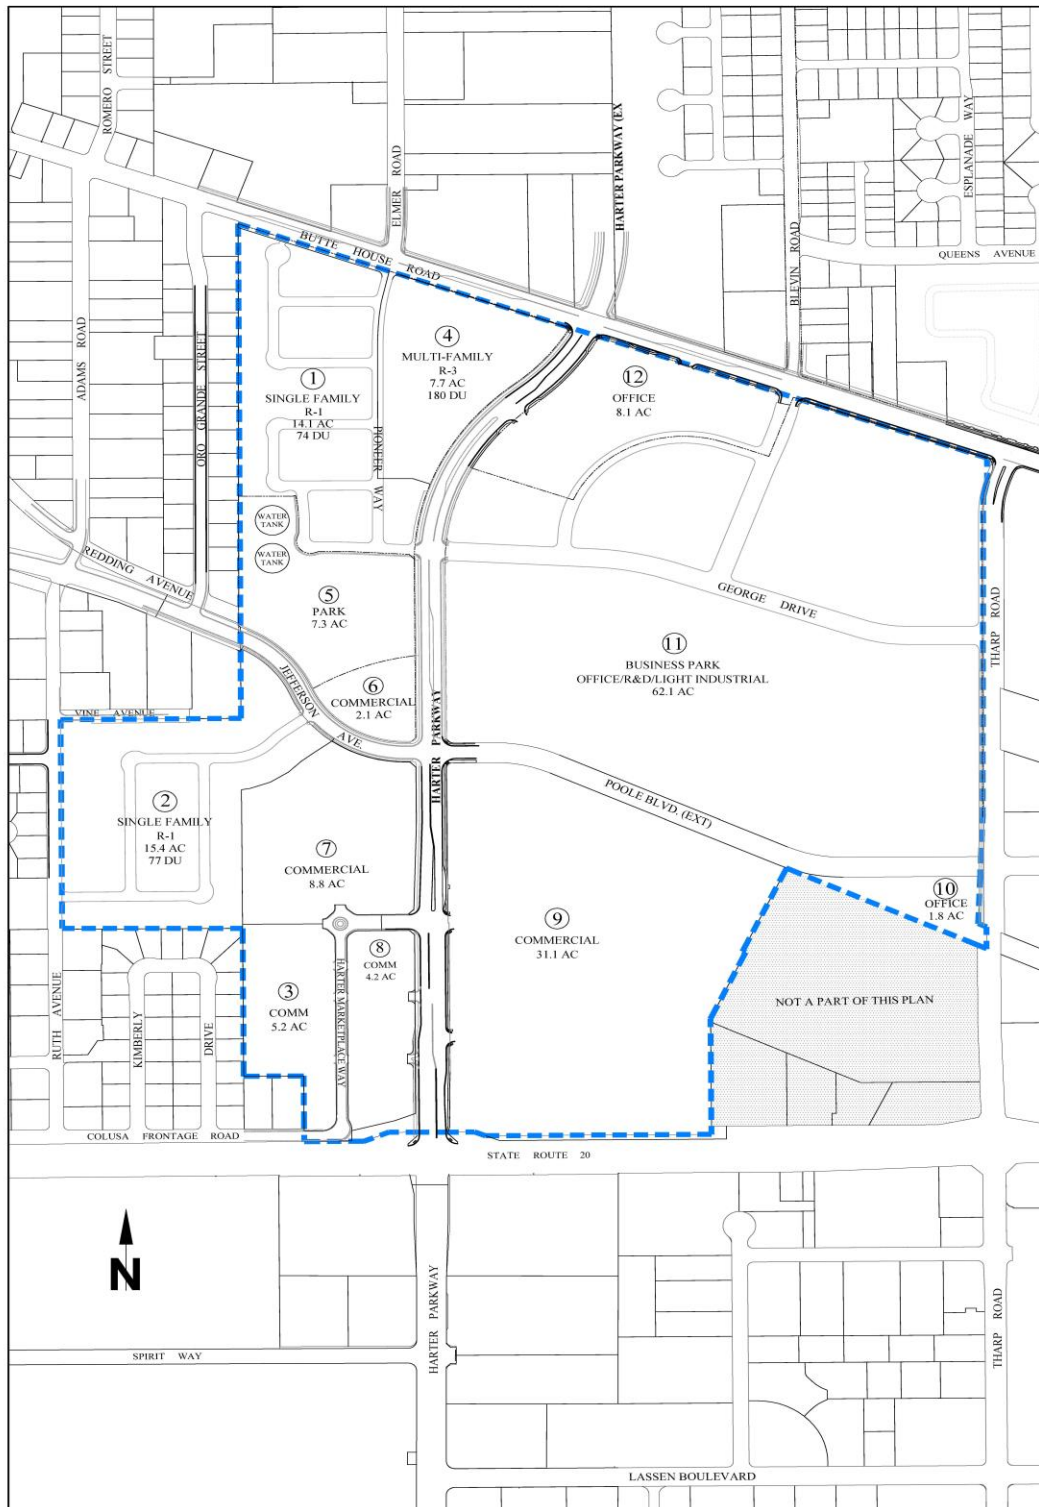 ROMERO STREET
ELMER ROAD
HARTER PARKWAY (EX
BLEVIN ROAD
ESPLANADE WAY
QUEENS AVENUE
BUTTE HOUSE ROAD
ADAMS ROAD
ORO GRANDE STREET
1
SINGLE FAMILY
R-1
14.1 AC
74 DU
4
MULTI-FAMILY
R-3
7.7 AC
180 DU
12
OFFICE
8.1 AC
PIONEER WAY
WATER
TANK
WATER
TANK
REDDING AVENUE
5
PARK
7.3 AC
GEORGE DRIVE
THARP ROAD
11
BUSINESS PARK
OFFICE/R&D/LIGHT INDUSTRIAL
62.1 AC
6
COMMERCIAL
2.1 AC
JEFFERSON AVE.
HARTER PARKWAY
VINE AVENUE
2
SINGLE FAMILY
R-1
15.4 AC
77 DU
POOLE BLVD. (EXT)
7
COMMERCIAL
8.8 AC
10
OFFICE
1.8 AC
9
COMMERCIAL
31.1 AC
8
COMM
4.2 AC
3
COMM
5.2 AC
HARTER MARKETPLACE WAY
NOT A PART OF THIS PLAN
RUTH AVENUE
KIMBERLY
DRIVE
COLUSA FRONTAGE ROAD
STATE ROUTE 20
N
HARTER PARKWAY
THARP ROAD
SPIRIT WAY
LASSEN BOULEVARD